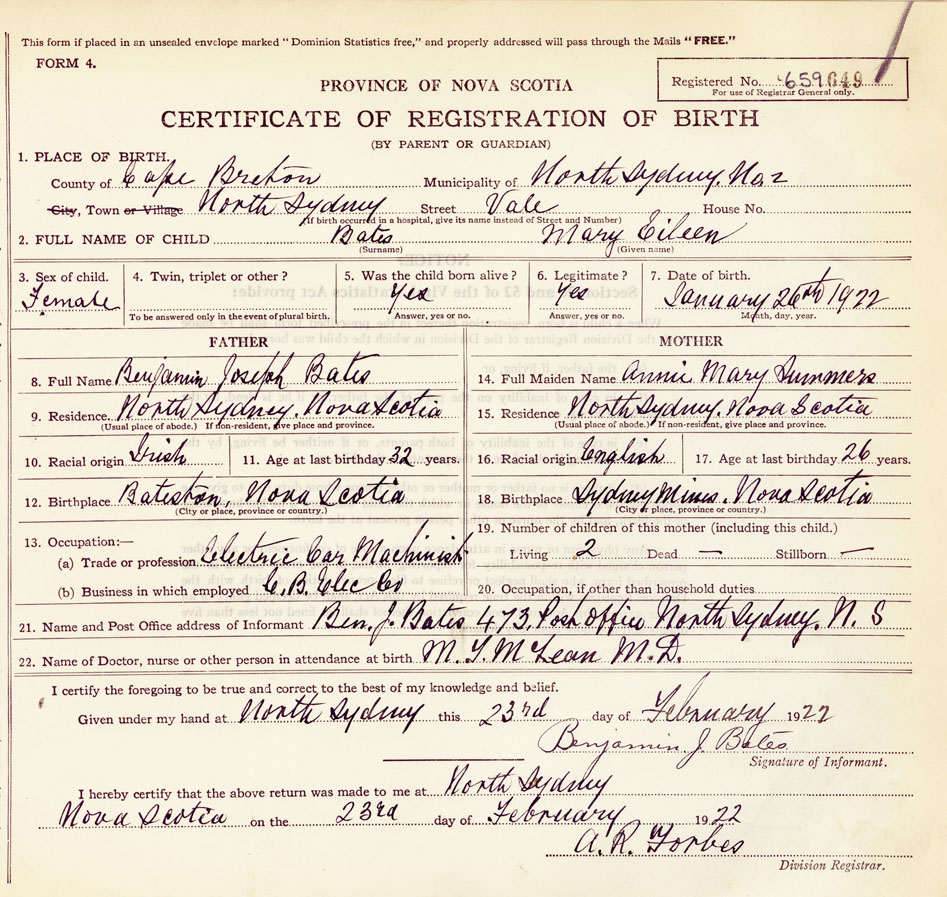 This form if placed in an unsealed envelope marked “Dominion Statistics free,” and properly addressed will pass through the Mails “FREE.”
FORM 4.
Registered No. 659 649
For use of Registrar General only.
PROVINCE OF NOVA SCOTIA
CERTIFICATE OF REGISTRATION OF BIRTH
(BY PARENT OR GUARDIAN)
1. PLACE OF BIRTH.
County of Cape Breton Municipality of North Sydney. No 2
City, Town or Village North Sydney Street Vale House No.
(If birth occurred in a hospital, give its name instead of Street and Number)
2. FULL NAME OF CHILD Bates Mary Eileen
(Surname) (Given name)
3. Sex of child. 4. Twin, triplet or other? 5. Was the child born alive? 6. Legitimate? 7. Date of birth.
Female Yes Yes January 26th 1922
To be answered only in the event of plural birth. Answer, yes or no. Answer, yes or no. Month, day, year.
FATHER MOTHER
8. Full Name Benjamin Joseph Bates 14. Full Maiden Name Annie Mary Summers
9. Residence. North Sydney. Nova Scotia 15. Residence North Sydney. Nova Scotia
(Usual place of abode.) If non-resident, give place and province. (Usual place of abode.) If non-resident, give place and province.
10. Racial origin Irish 11. Age at last birthday 32 years. 16. Racial origin English 17. Age at last birthday 26 years.
12. Birthplace Bateston, Nova Scotia 18. Birthplace Sydney Mines. Nova Scotia
(City or place, province or country.) (City or place, province or country.)
13. Occupation:— 19. Number of children of this mother (including this child.)
(a) Trade or profession Electric Car Machinist Living 2 Dead — Stillborn —
(b) Business in which employed C. B. Elec Co 20. Occupation, if other than household duties
21. Name and Post Office address of Informant Ben. J. Bates 473, Post Office North Sydney. N. S
22. Name of Doctor, nurse or other person in attendance at birth M. T. McLean M.D.
I certify the foregoing to be true and correct to the best of my knowledge and belief.
Given under my hand at North Sydney this 23rd day of February 1922
Benjamin J. Bates
Signature of Informant.
I hereby certify that the above return was made to me at North Sydney
Nova Scotia on the 23rd day of February 1922
A. R. Forbes
Division Registrar.